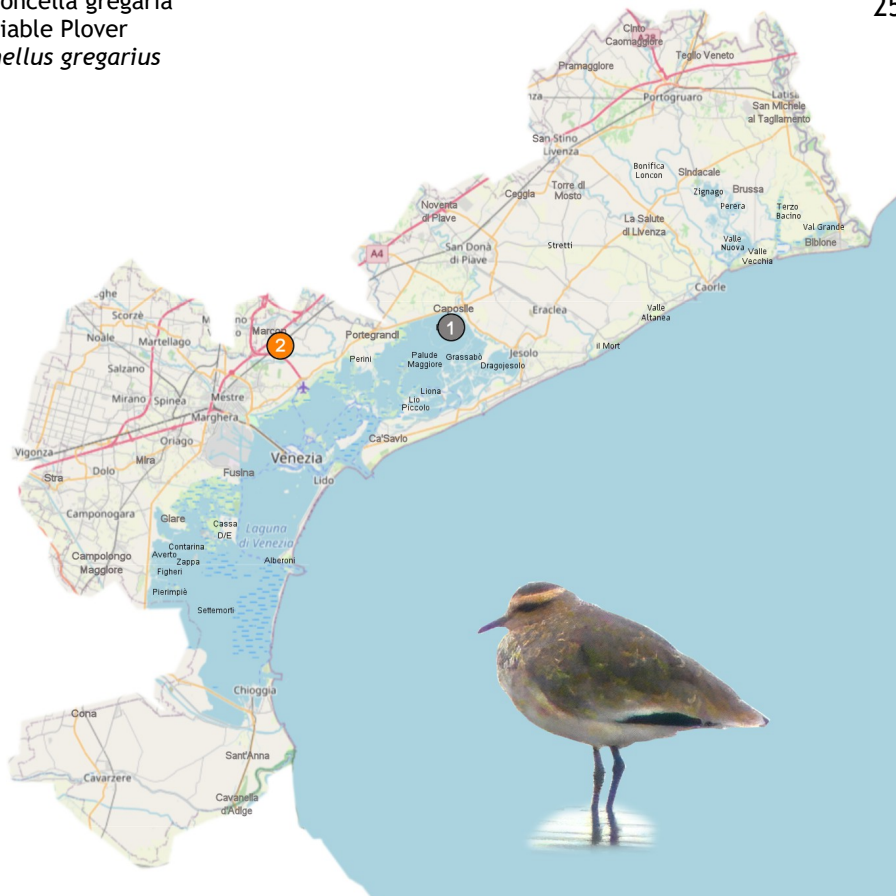 oncella gregaria
iable Plover
nellus gregarius
25
Cinto
Caomaggiore
A28
Teglio Veneto
Pramaggiore
nza
Portogruaro
Latisa
San Michele
al Tagliamento
San Stino
Livenza
Bonifica
Loncon
Sindacale
Zignago
Brussa
Perera
Terzo
Bacino
Val Grande
Bibione
Valle
Nuova
Valle
Vecchia
Ceggia
Torre di
Mosto
Noventa
di Piave
La Salute
di Livenza
A4
San Donà
di Piave
Stretti
Caorle
Valle
Altanea
Eraclea
il Mort
Caposile
1
Portegrandi
Palude
Maggiore
Grassabò
Jesolo
Dragojesolo
Perini
Liona
Lio
Piccolo
Ca'Savio
ghe
Scorzè
M
no
o
Marcon
2
Noale
Martellago
Salzano
Mirano
Spinea
Mestre
Marghera
Oriago
Vigonza
Mira
Dolo
Stra
Venezia
Fusina
Lido
Camponogara
Giare
Cassa
D/E
Laguna
di Venezia
Contarina
Averto
Zappa
Figheri
Alberoni
Campolongo
Maggiore
Pierimpiè
Settemorti
Chioggia
Cona
Sant'Anna
Cavarzere
Cavanella
d'Adige